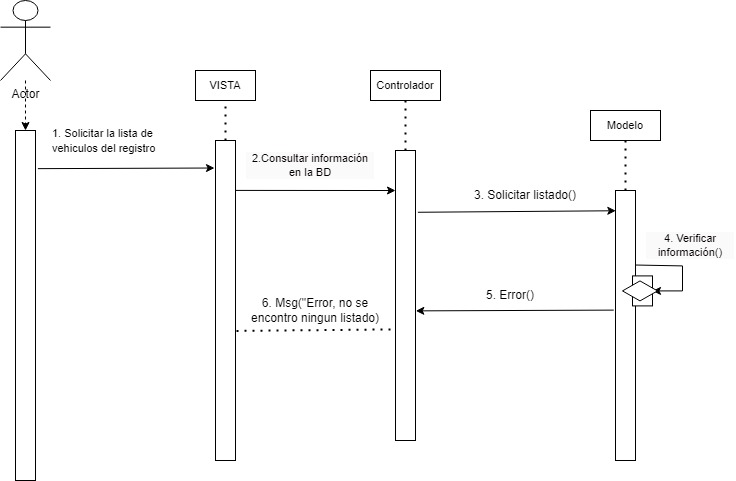 Actor
VISTA
Controlador
Modelo
1. Solicitar la lista de
vehiculos del registro
2.Consultar información
en la BD
3. Solicitar listado()
4. Verificar
información()
5. Error()
6. Msg("Error, no se
encontro ningun listado)